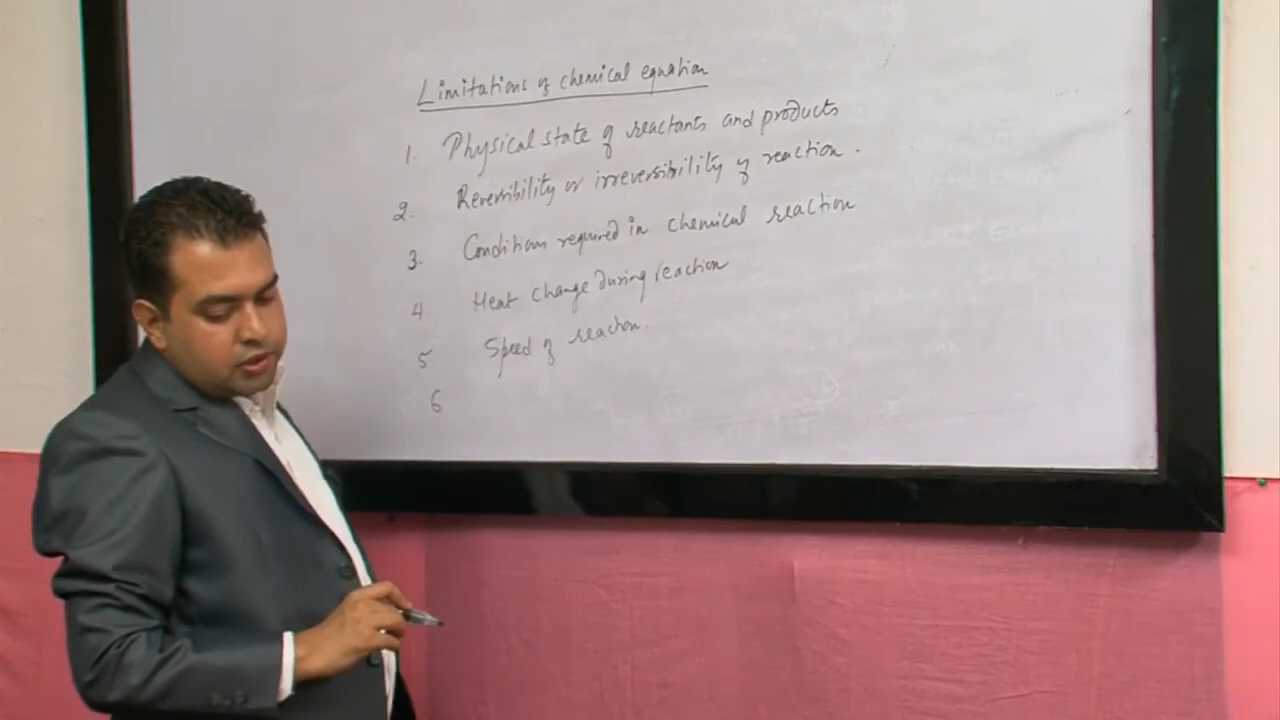 Limitations of chemical equation
1. Physical state of reactants and products
2. Reversibility or irreversibility of reaction.
3. Conditions required in chemical reaction
4 Heat change during reaction
5 Speed of reaction.
6